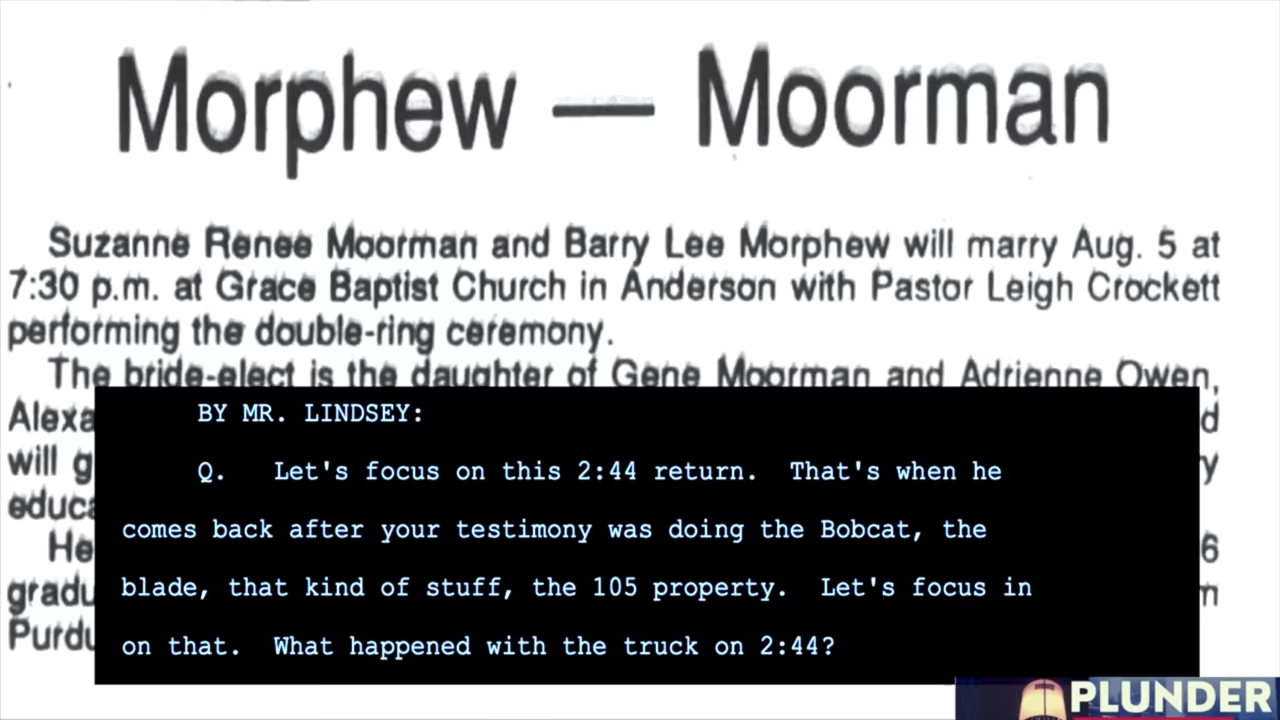 Morphew — Moorman
Suzanne Renee Moorman and Barry Lee Morphew will marry Aug. 5 at
7:30 p.m. at Grace Baptist Church in Anderson with Pastor Leigh Crockett
performing the double-ring ceremony.
The bride-elect is the daughter of Gene Moorman and Adrienne Owen,
BY MR. LINDSEY:
Q. Let's focus on this 2:44 return. That's when he
comes back after your testimony was doing the Bobcat, the
blade, that kind of stuff, the 105 property. Let's focus in
on that. What happened with the truck on 2:44?
will
He
6
PLUNDER